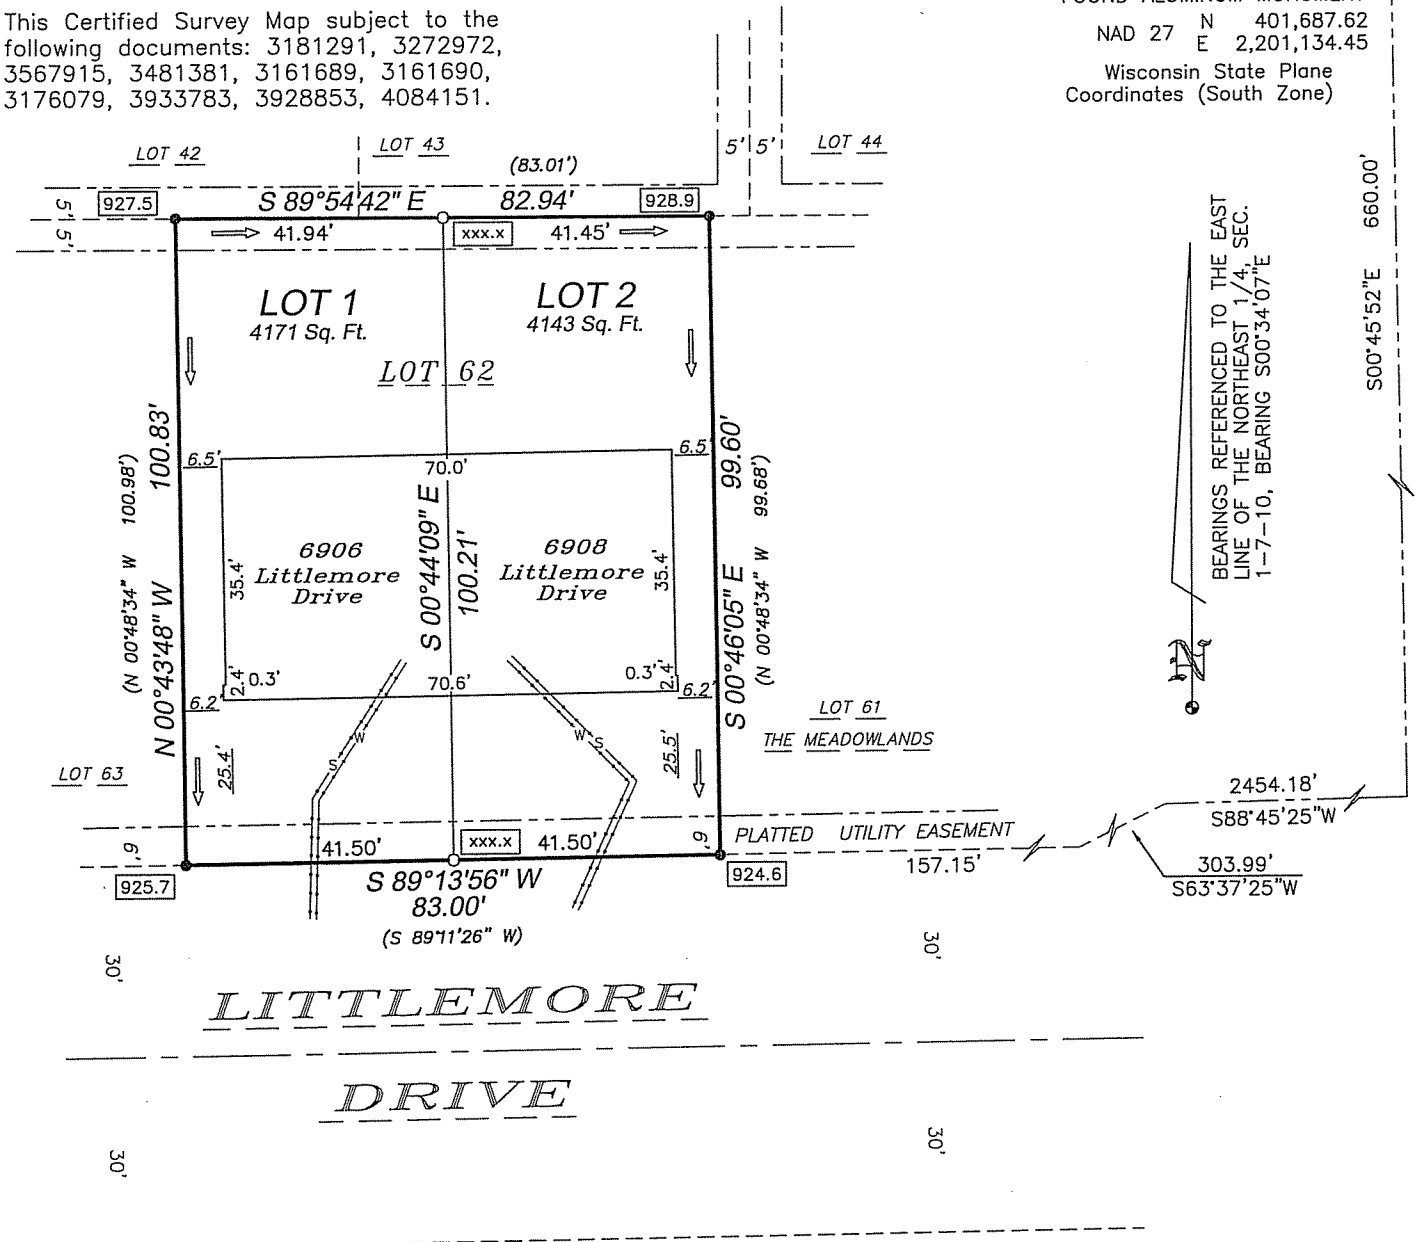 This Certified Survey Map subject to the
following documents: 3181291, 3272972,
3567915, 3481381, 3161689, 3161690,
3176079, 3933783, 3928853, 4084151.
NAD 27 N 401,687.62
E 2,201,134.45
Wisconsin State Plane
Coordinates (South Zone)
LOT 42
LOT 43
5' 5'
LOT 44
(83.01')
5'
927.5
S 89°54'42" E
82.94'
928.9
5'
41.94'
xxx.x
41.45'
LOT 1
4171 Sq. Ft.
LOT 2
4143 Sq. Ft.
LOT 62
660.00'
S00°45'52"E
BEARINGS REFERENCED TO THE EAST
LINE OF THE NORTHEAST 1/4, SEC.
1-7-10, BEARING S00°34'07"E
N
100.83'
N 00°43'48" W
(N 00°48'34" W 100.98')
6.5'
70.0'
6.5'
99.60'
S 00°46'05" E
(N 00°48'34" W 99.68')
35.4'
6906
Littlemore
Drive
S 00°44'09" E
100.21'
6908
Littlemore
Drive
35.4'
2.4'
0.3'
70.6'
0.3'
2.4'
6.2'
6.2'
W
S
W
S
25.4'
25.5'
LOT 61
THE MEADOWLANDS
LOT 63
2454.18'
S88°45'25"W
6'
41.50'
xxx.x
41.50'
6'
PLATTED UTILITY EASEMENT
157.15'
303.99'
S63°37'25"W
925.7
924.6
S 89°13'56" W
83.00'
(S 89°11'26" W)
30'
30'
LITTLEMORE
DRIVE
30'
30'